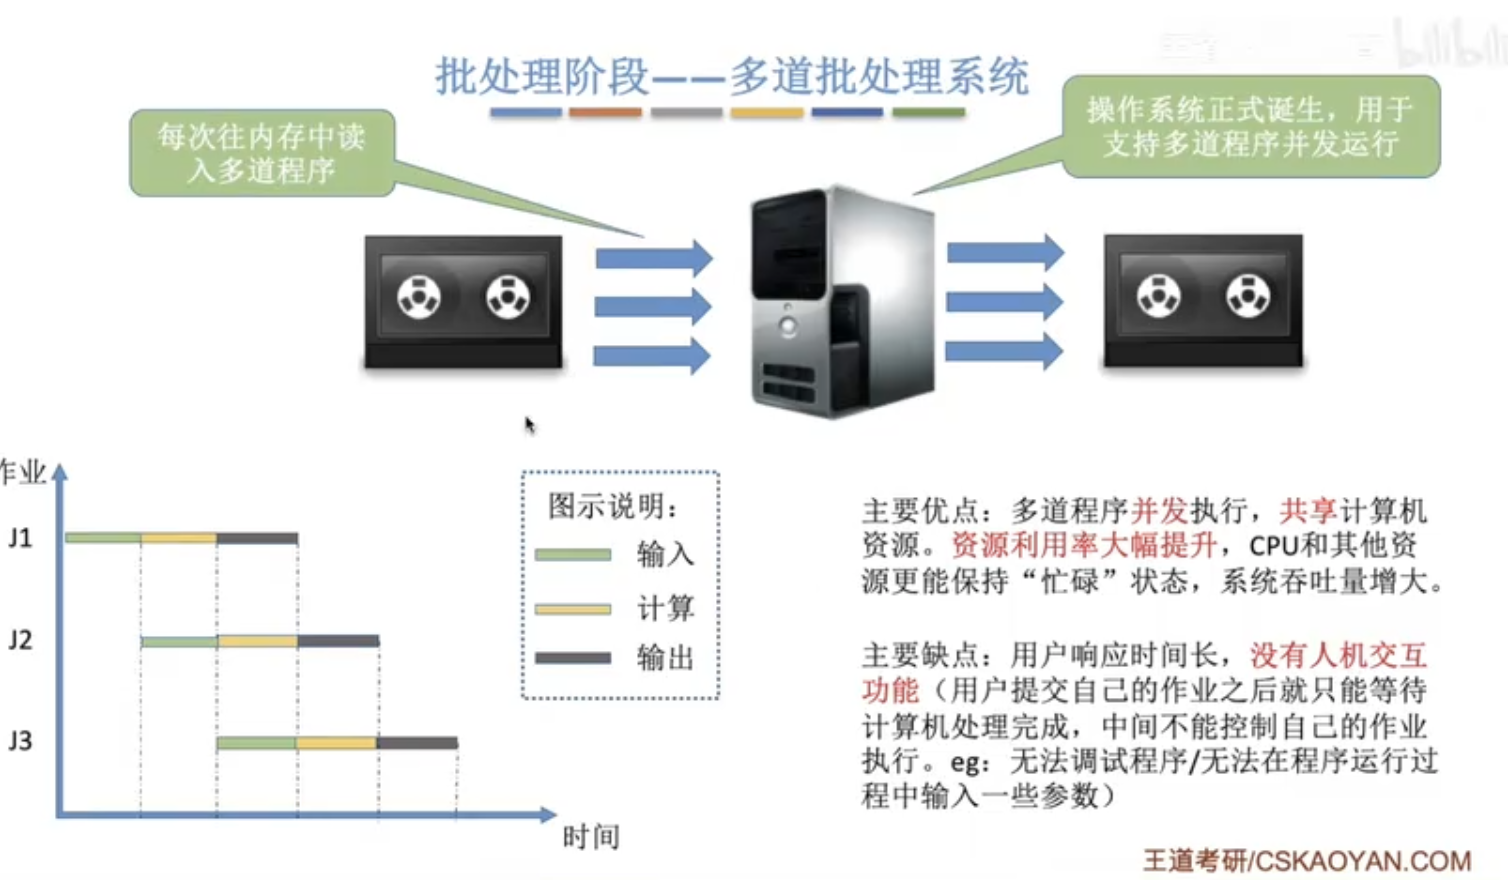 批处理阶段——多道批处理系统
bilibili
每次往内存中读
入多道程序
操作系统正式诞生，用于
支持多道程序并发运行
作业
J1
J2
J3
时间
图示说明：
输入
计算
输出
主要优点：多道程序并发执行，共享计算机
资源。资源利用率大幅提升，CPU和其他资
源更能保持“忙碌”状态，系统吞吐量增大。
主要缺点：用户响应时间长，没有人机交互
功能（用户提交自己的作业之后就只能等待
计算机处理完成，中间不能控制自己的作业
执行。eg：无法调试程序/无法在程序运行过
程中输入一些参数）
王道考研/CSKAOYAN.COM